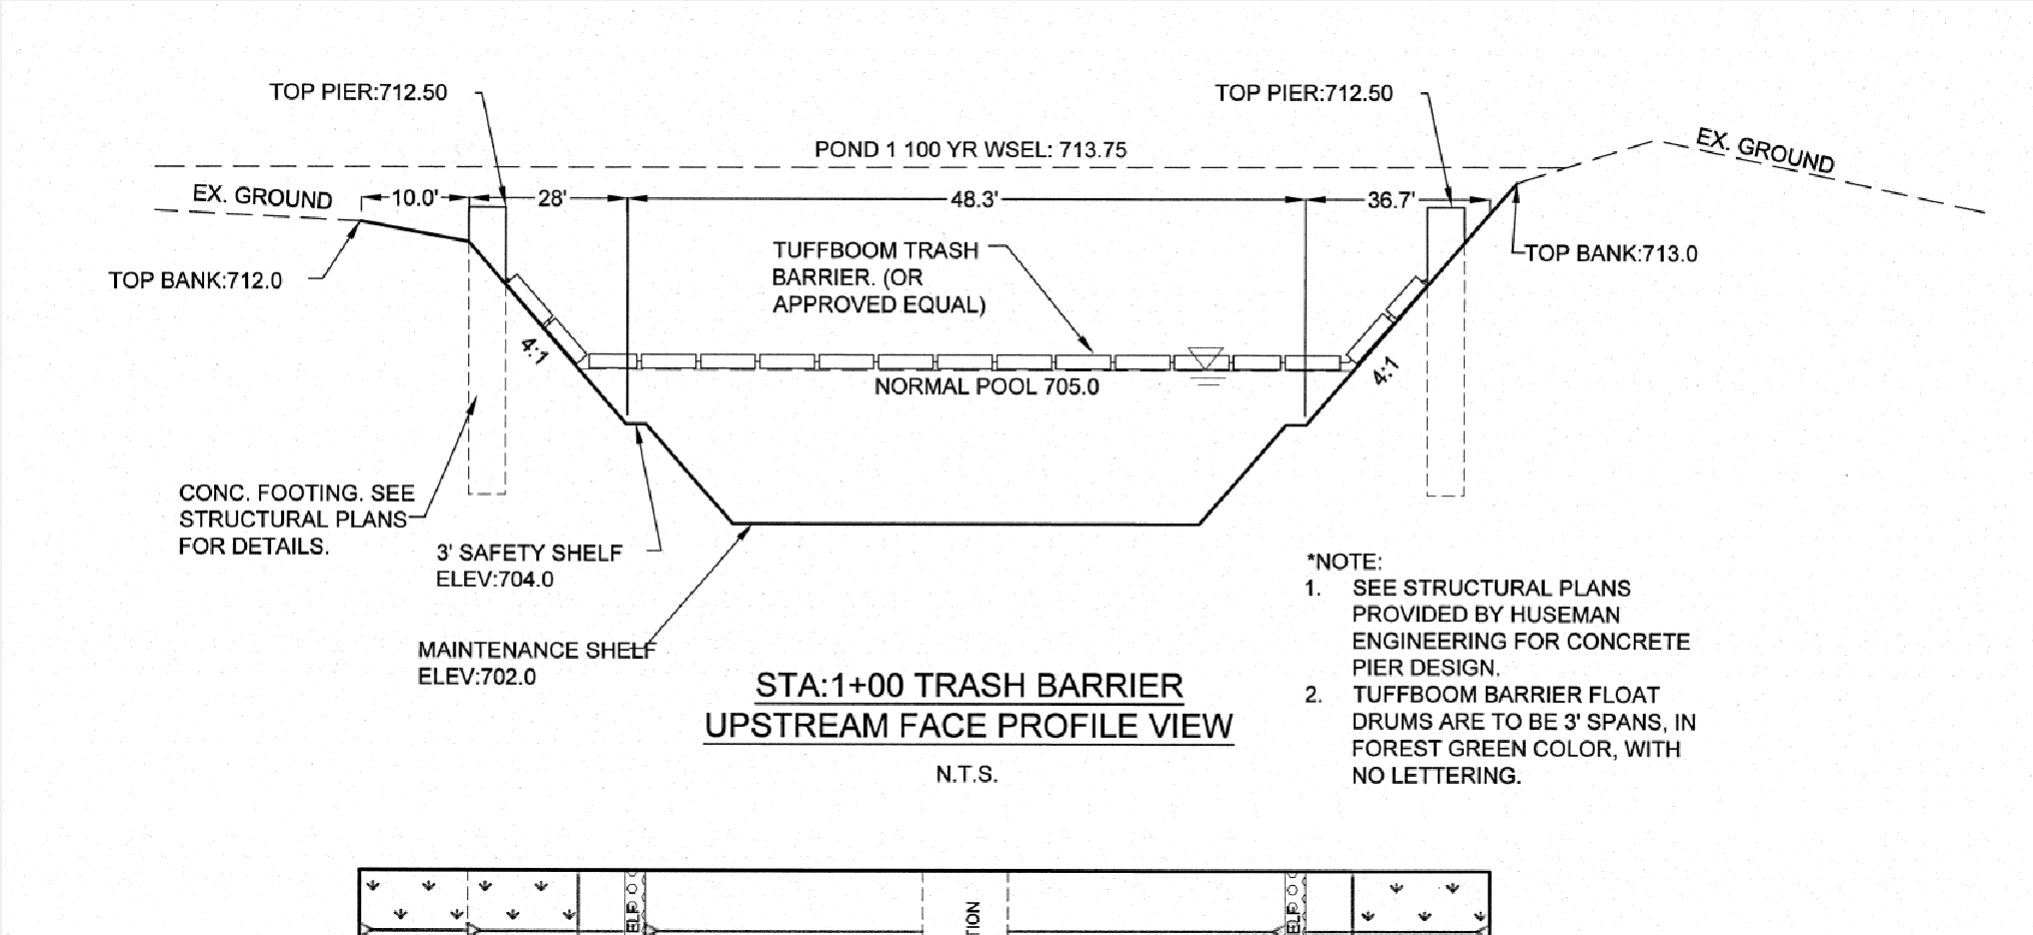 TOP PIER:712.50
TOP PIER:712.50
POND 1 100 YR WSEL: 713.75
EX. GROUND
EX. GROUND
10.0'
28'
48.3'
36.7'
TOP BANK:712.0
TUFFBOOM TRASH
BARRIER. (OR
APPROVED EQUAL)
TOP BANK:713.0
4:1
4:1
NORMAL POOL 705.0
CONC. FOOTING. SEE
STRUCTURAL PLANS
FOR DETAILS.
3' SAFETY SHELF
ELEV:704.0
MAINTENANCE SHELF
ELEV:702.0
STA:1+00 TRASH BARRIER
UPSTREAM FACE PROFILE VIEW
N.T.S.
*NOTE:
1. SEE STRUCTURAL PLANS
PROVIDED BY HUSEMAN
ENGINEERING FOR CONCRETE
PIER DESIGN.
2. TUFFBOOM BARRIER FLOAT
DRUMS ARE TO BE 3' SPANS, IN
FOREST GREEN COLOR, WITH
NO LETTERING.
ELF
TION
ELF